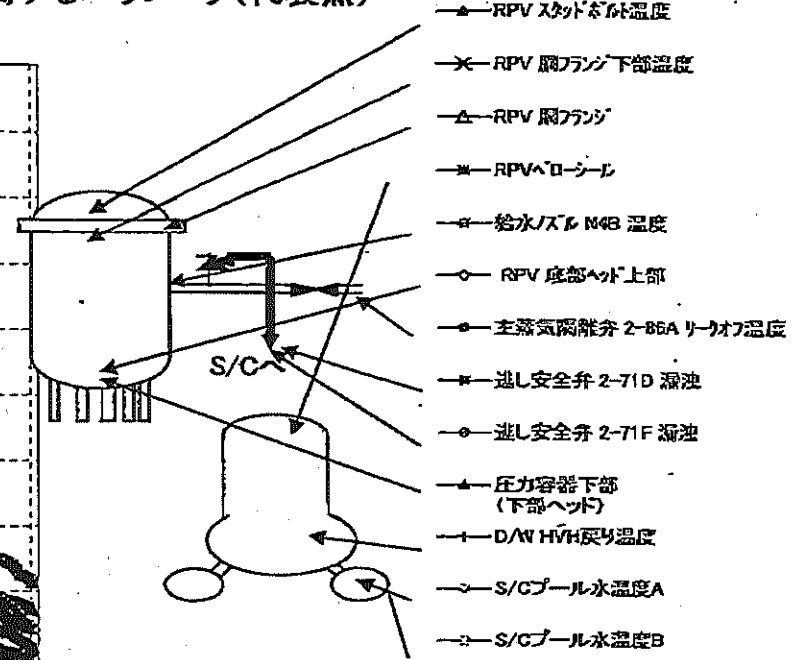 RPV スタッドボルト温度
RPV 胴フランジ下部温度
RPV 胴フランジ
RPVベローシール
給水ノズル N4B 温度
RPV 底部ヘッド上部
主蒸気隔離弁 2-86A リークオフ温度
逃し安全弁 2-71D 漏洩
逃し安全弁 2-71F 漏洩
圧力容器下部
(下部ヘッド)
D/W HVH戻り温度
S/Cプール水温度A
S/Cプール水温度B
S/Cへ